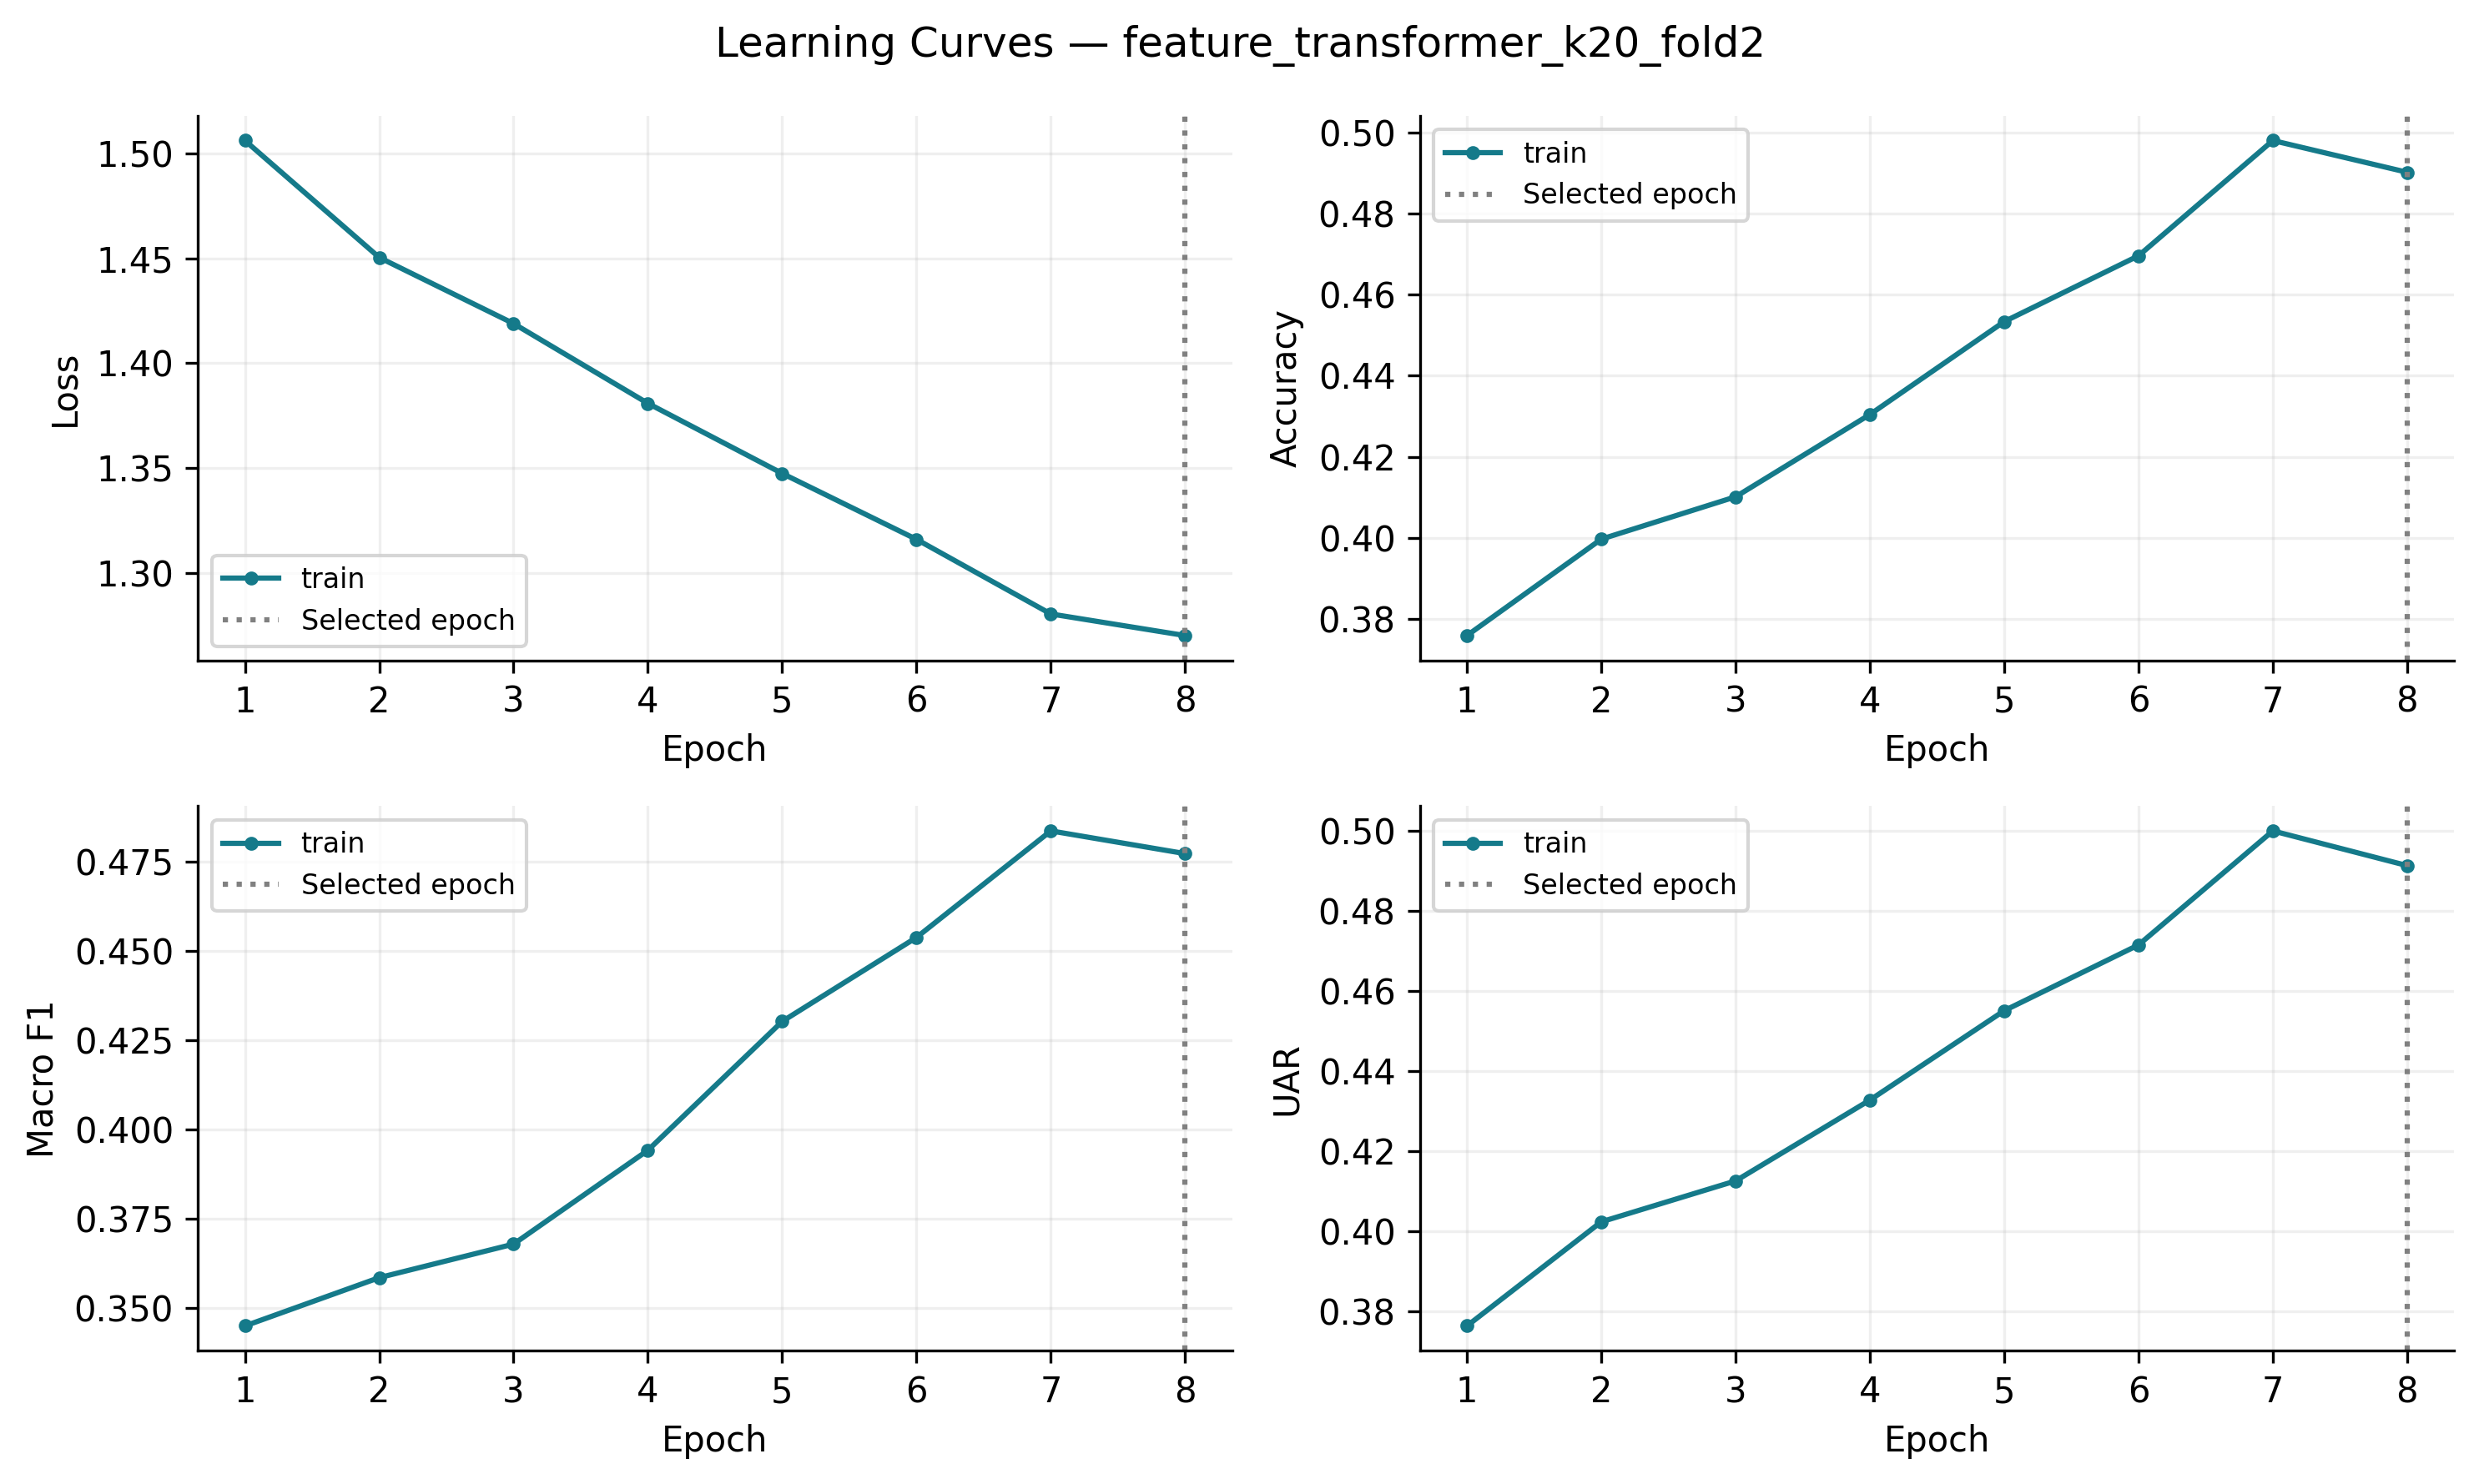 Learning Curves — feature_transformer_k20_fold2
Loss
1.50
1.45
1.40
1.35
1.30
train
Selected epoch
1 2 3 4 5 6 7 8
Epoch
Accuracy
0.50
0.48
0.46
0.44
0.42
0.40
0.38
train
Selected epoch
1 2 3 4 5 6 7 8
Epoch
Macro F1
0.475
0.450
0.425
0.400
0.375
0.350
train
Selected epoch
1 2 3 4 5 6 7 8
Epoch
UAR
0.50
0.48
0.46
0.44
0.42
0.40
0.38
train
Selected epoch
1 2 3 4 5 6 7 8
Epoch